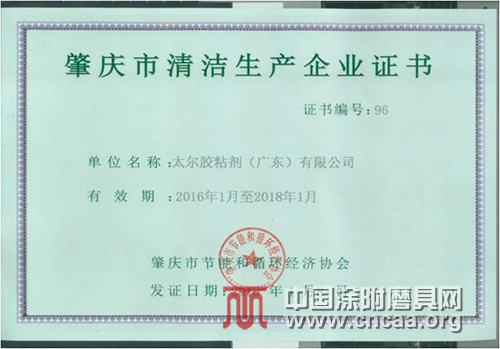 肇庆市清洁生产企业证书
证书编号:96
单位名称:太尔胶粘剂（广东）有限公司
有效期:2016年1月至2018年1月
肇庆市节能和循环经济协会
发证日期:
年
中国涂附磨具网
www.cncaa.org